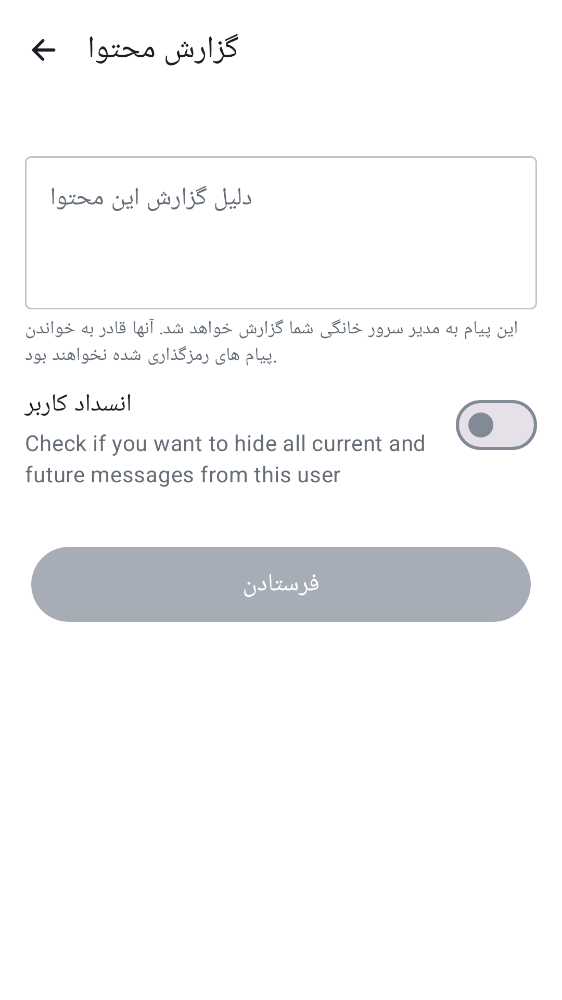 گزارش محتوا
دلیل گزارش این محتوا
این پیام به مدیر سرور خانگی شما گزارش خواهد شد. آنها قادر به خواندن
پیام های رمزگذاری شده نخواهند بود.
انسداد کاربر
Check if you want to hide all current and
future messages from this user
فرستادن